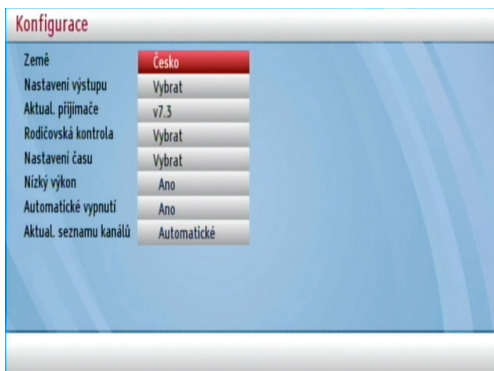 Konfigurace
Země Česko
Nastavení výstupu Vybrat
Aktual. přijímače v7.3
Rodičovská kontrola Vybrat
Nastavení času Vybrat
Nízký výkon Ano
Automatické vypnutí Ano
Aktual. seznamu kanálů Automatické